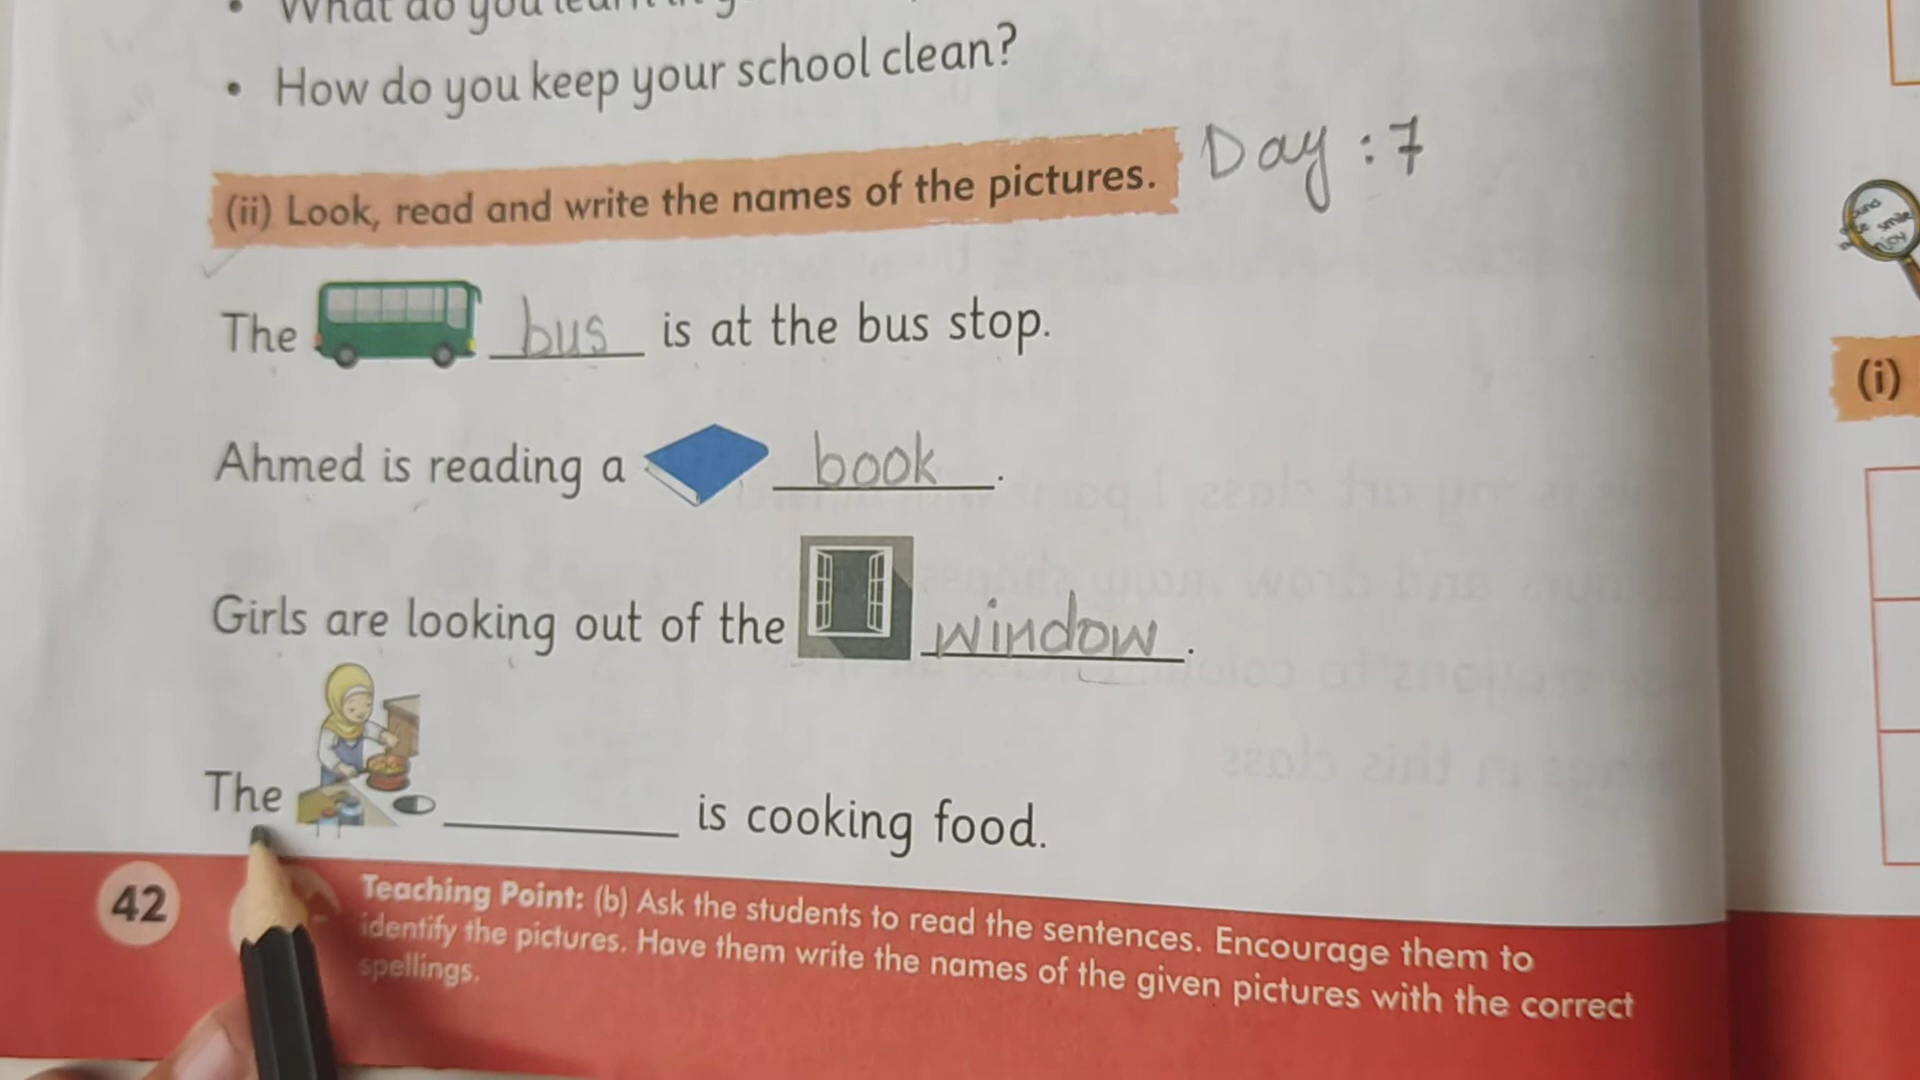 How do you keep your school clean?
(ii) Look, read and write the names of the pictures. Day : 7
The bus is at the bus stop.
Ahmed is reading a book.
Girls are looking out of the window.
The ________ is cooking food.
42
Teaching Point: (b) Ask the students to read the sentences. Encourage them to
identify the pictures. Have them write the names of the given pictures with the correct
spellings.
(i)